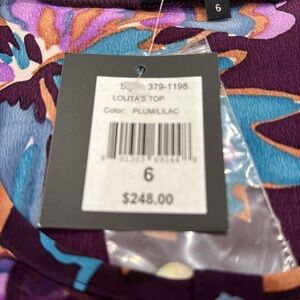 6
379-1198
LOLITA'S TOP
Color: PLUM/LILAC
6
$248.00